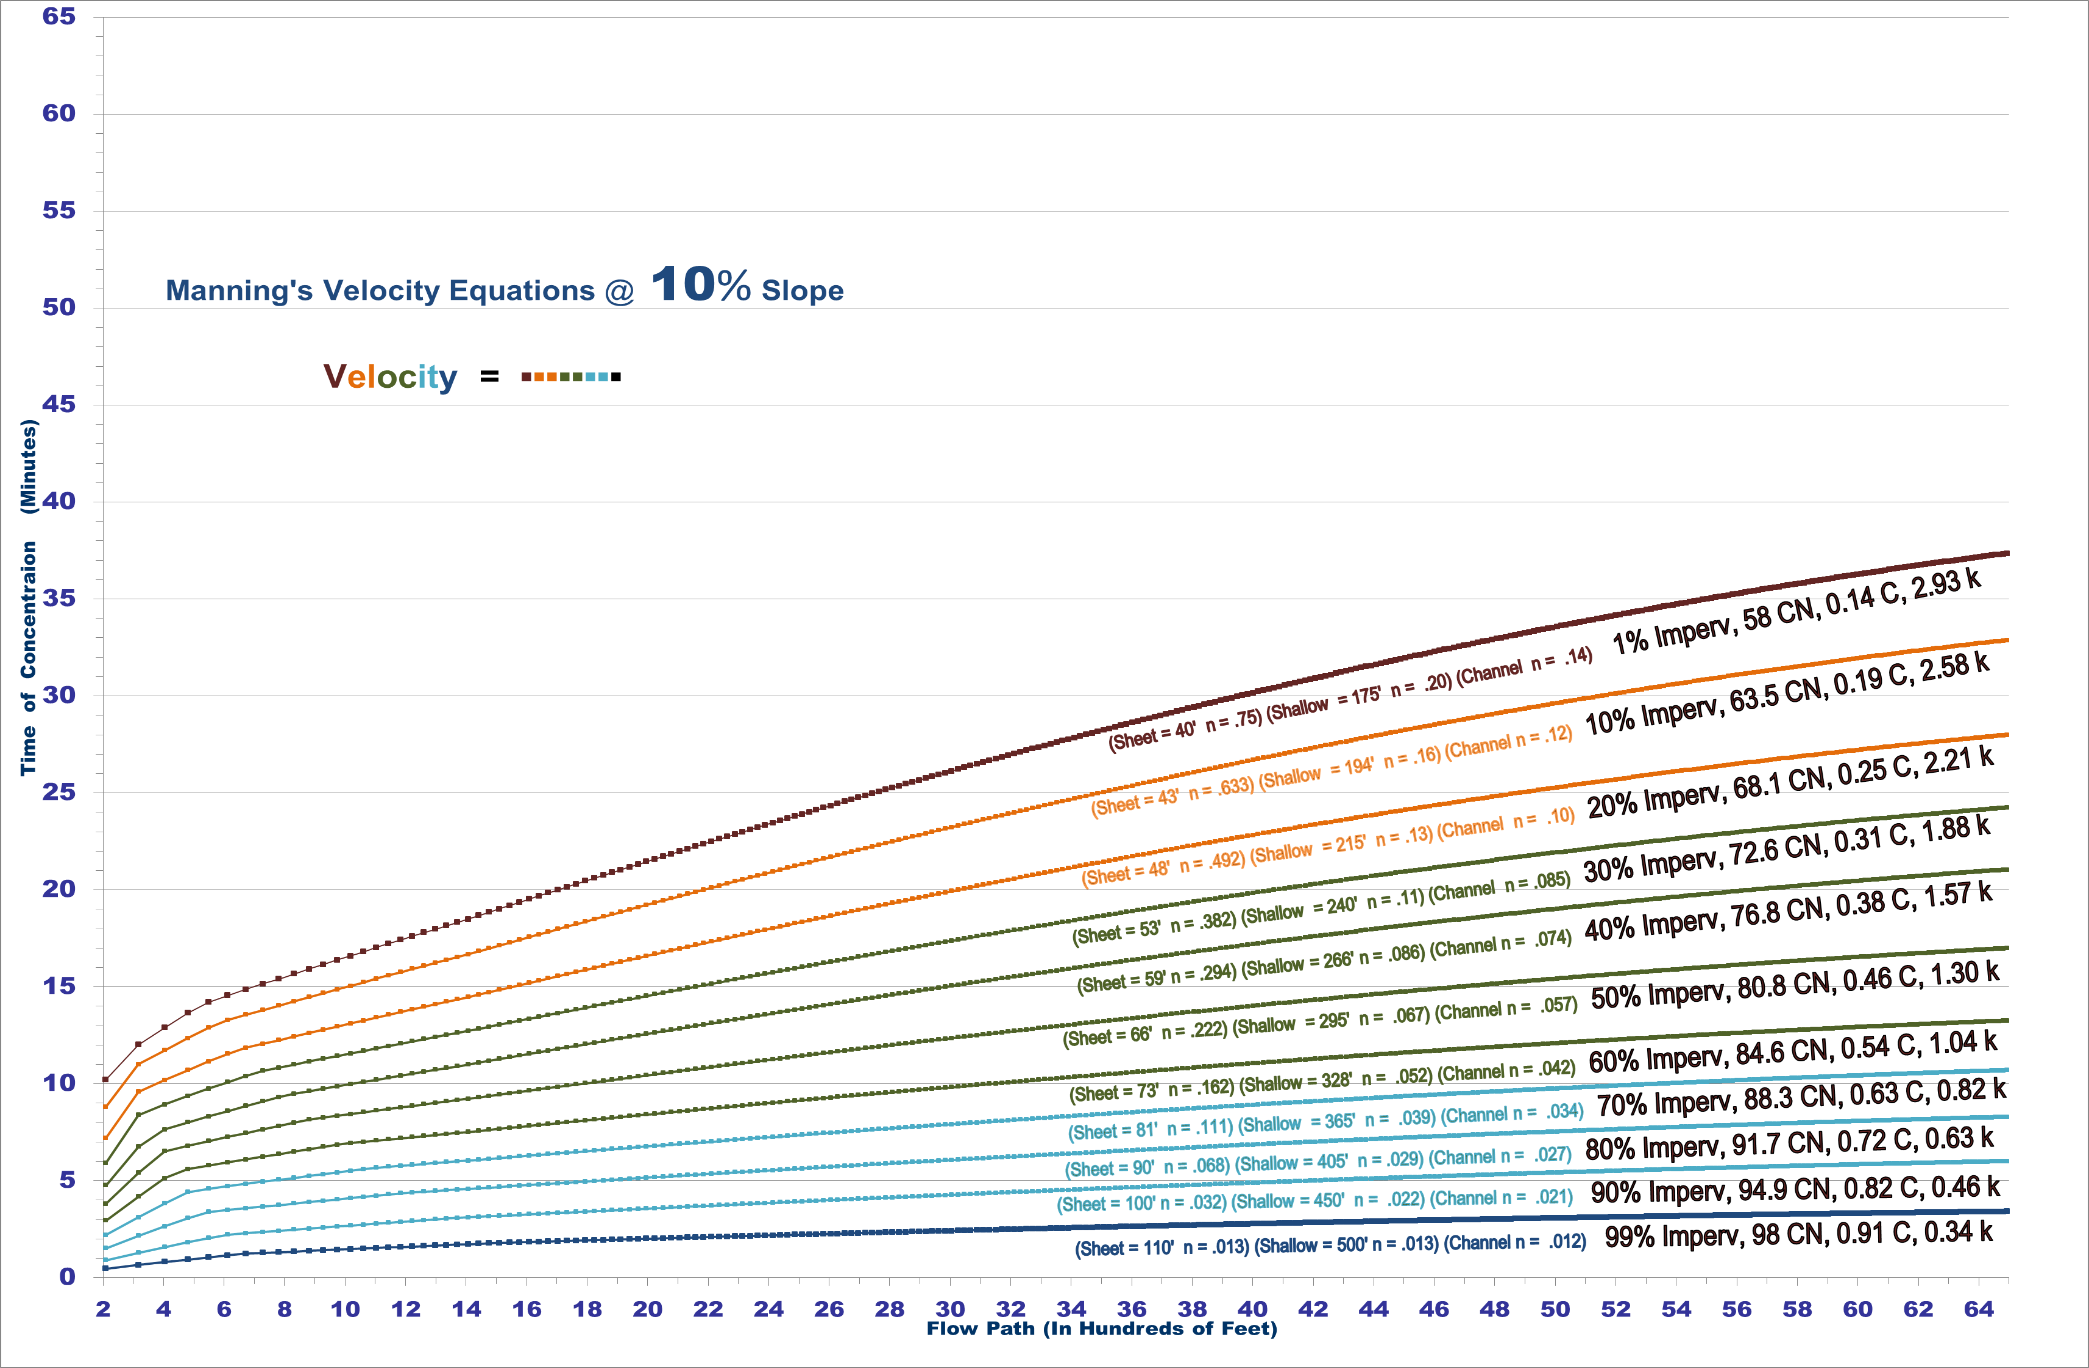 65
60
55
50
45
40
35
30
25
20
15
10
5
0
Time of Concentraion (Minutes)
Manning's Velocity Equations @ 10% Slope
Velocity =
(Sheet = 40' n = .75) (Shallow = 175' n = .20) (Channel n = .14) 1% Imperv, 58 CN, 0.14 C, 2.93 k
(Sheet = 43' n = .633) (Shallow = 194' n = .16) (Channel n = .12) 10% Imperv, 63.5 CN, 0.19 C, 2.58 k
(Sheet = 48' n = .492) (Shallow = 215' n = .13) (Channel n = .10) 20% Imperv, 68.1 CN, 0.25 C, 2.21 k
(Sheet = 53' n = .382) (Shallow = 240' n = .11) (Channel n = .085) 30% Imperv, 72.6 CN, 0.31 C, 1.88 k
(Sheet = 59' n = .294) (Shallow = 266' n = .086) (Channel n = .074) 40% Imperv, 76.8 CN, 0.38 C, 1.57 k
(Sheet = 66' n = .222) (Shallow = 295' n = .067) (Channel n = .057) 50% Imperv, 80.8 CN, 0.46 C, 1.30 k
(Sheet = 73' n = .162) (Shallow = 328' n = .052) (Channel n = .042) 60% Imperv, 84.6 CN, 0.54 C, 1.04 k
(Sheet = 81' n = .111) (Shallow = 365' n = .039) (Channel n = .034) 70% Imperv, 88.3 CN, 0.63 C, 0.82 k
(Sheet = 90' n = .068) (Shallow = 405' n = .029) (Channel n = .027) 80% Imperv, 91.7 CN, 0.72 C, 0.63 k
(Sheet = 100' n = .032) (Shallow = 450' n = .022) (Channel n = .021) 90% Imperv, 94.9 CN, 0.82 C, 0.46 k
(Sheet = 110' n = .013) (Shallow = 500' n = .013) (Channel n = .012) 99% Imperv, 98 CN, 0.91 C, 0.34 k
2 4 6 8 10 12 14 16 18 20 22 24 26 28 30 32 34 36 38 40 42 44 46 48 50 52 54 56 58 60 62 64
Flow Path (In Hundreds of Feet)